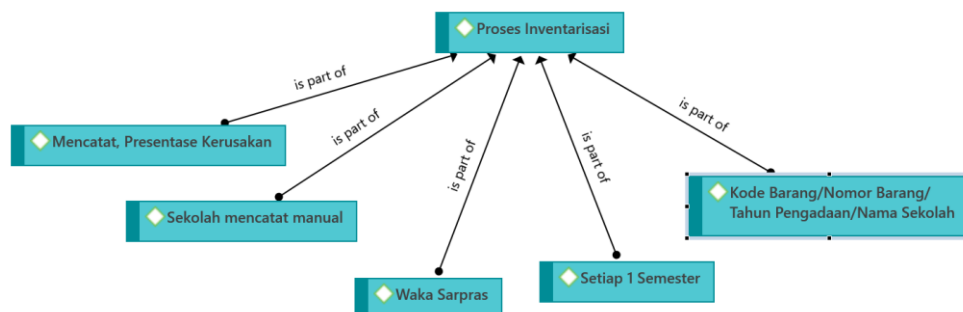 Proses Inventarisasi
is part of
is part of
is part of
is part of
is part of
Mencatat, Presentase Kerusakan
Sekolah mencatat manual
Kode Barang/Nomor Barang/
Tahun Pengadaan/Nama Sekolah
Waka Sarpras
Setiap 1 Semester